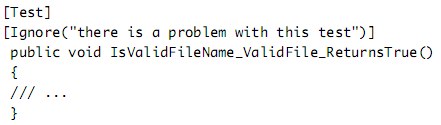 [Test]
[Ignore("there is a problem with this test")]
public void IsValidFileName_ValidFile_ReturnsTrue()
{
/// ...
}